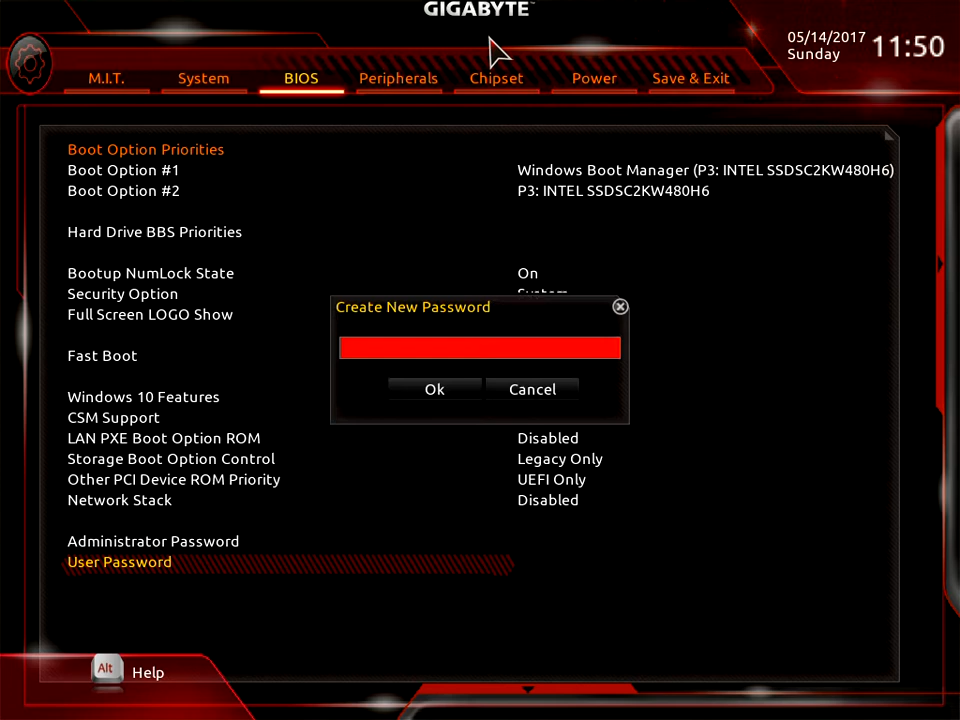 GIGABYTE
05/14/2017
Sunday
11:50
M.I.T.
System
BIOS
Peripherals
Chipset
Power
Save & Exit
Boot Option Priorities
Boot Option #1 Windows Boot Manager (P3: INTEL SSDSC2KW480H6)
Boot Option #2 P3: INTEL SSDSC2KW480H6
Hard Drive BBS Priorities
Bootup NumLock State On
Security Option System
Full Screen LOGO Show
Create New Password
Fast Boot
Ok
Cancel
Windows 10 Features
CSM Support
LAN PXE Boot Option ROM Disabled
Storage Boot Option Control Legacy Only
Other PCI Device ROM Priority UEFI Only
Network Stack Disabled
Administrator Password
User Password
Alt Help